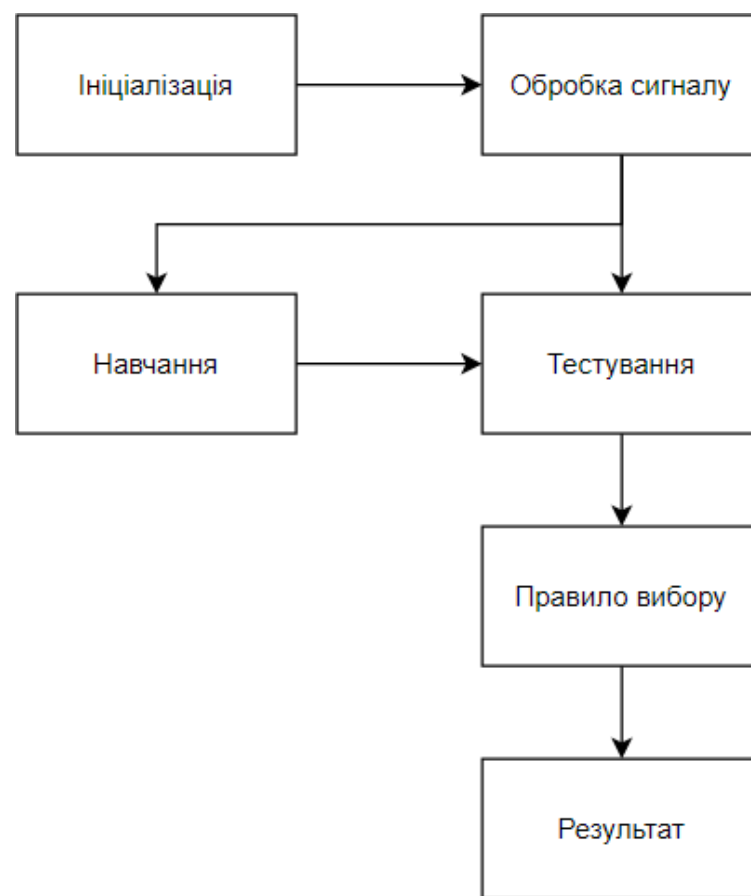 Ініціалізація
Обробка сигналу
Навчання
Тестування
Правило вибору
Результат